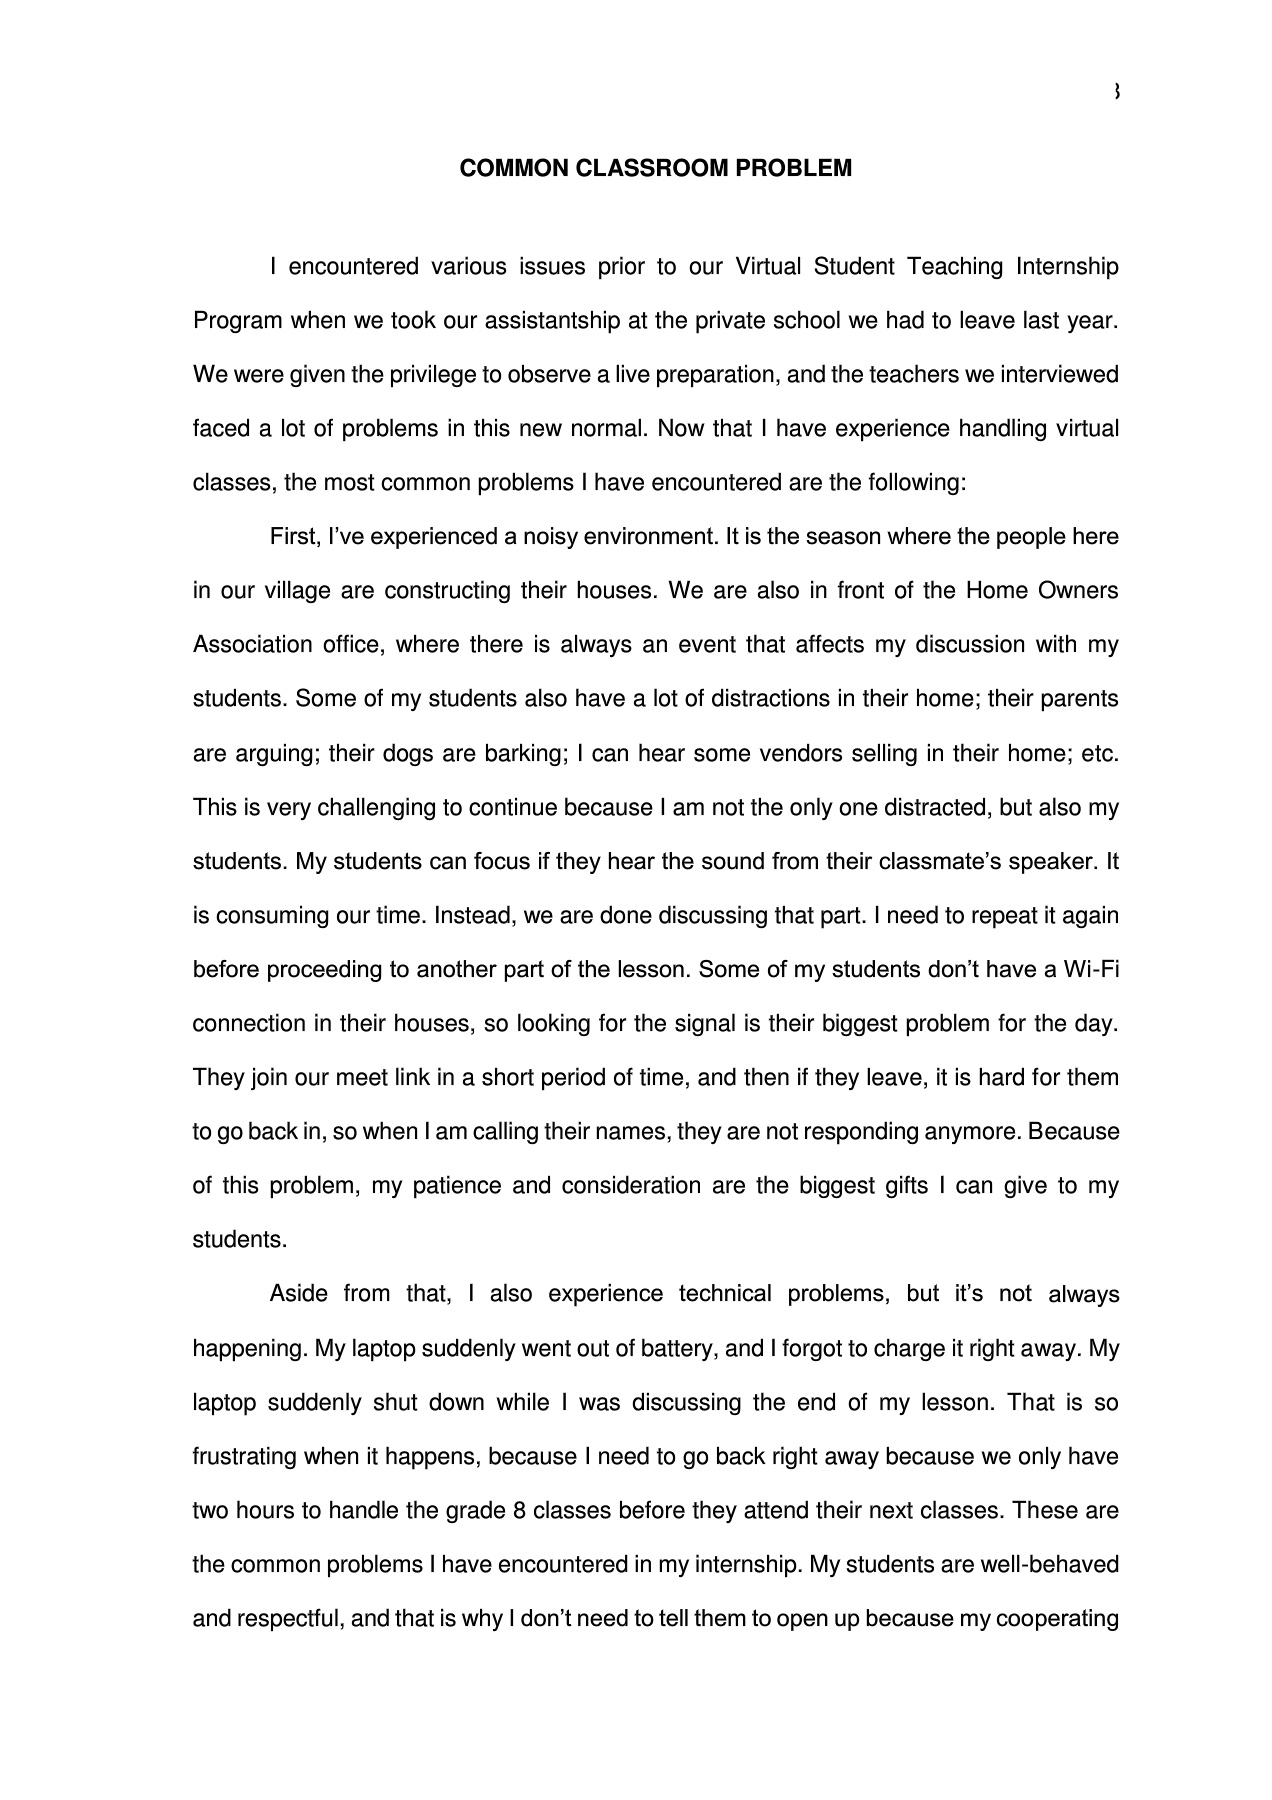 COMMON CLASSROOM PROBLEM
I encountered various issues prior to our Virtual Student Teaching Internship
Program when we took our assistantship at the private school we had to leave last year.
We were given the privilege to observe a live preparation, and the teachers we interviewed
faced a lot of problems in this new normal. Now that I have experience handling virtual
classes, the most common problems I have encountered are the following:
First, I’ve experienced a noisy environment. It is the season where the people here
in our village are constructing their houses. We are also in front of the Home Owners
Association office, where there is always an event that affects my discussion with my
students. Some of my students also have a lot of distractions in their home; their parents
are arguing; their dogs are barking; I can hear some vendors selling in their home; etc.
This is very challenging to continue because I am not the only one distracted, but also my
students. My students can focus if they hear the sound from their classmate’s speaker. It
is consuming our time. Instead, we are done discussing that part. I need to repeat it again
before proceeding to another part of the lesson. Some of my students don’t have a Wi-Fi
connection in their houses, so looking for the signal is their biggest problem for the day.
They join our meet link in a short period of time, and then if they leave, it is hard for them
to go back in, so when I am calling their names, they are not responding anymore. Because
of this problem, my patience and consideration are the biggest gifts I can give to my
students.
Aside from that, I also experience technical problems, but it’s not always
happening. My laptop suddenly went out of battery, and I forgot to charge it right away. My
laptop suddenly shut down while I was discussing the end of my lesson. That is so
frustrating when it happens, because I need to go back right away because we only have
two hours to handle the grade 8 classes before they attend their next classes. These are
the common problems I have encountered in my internship. My students are well-behaved
and respectful, and that is why I don’t need to tell them to open up because my cooperating